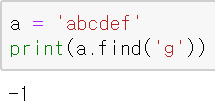 a = 'abcdef'
print(a.find('g'))
-1